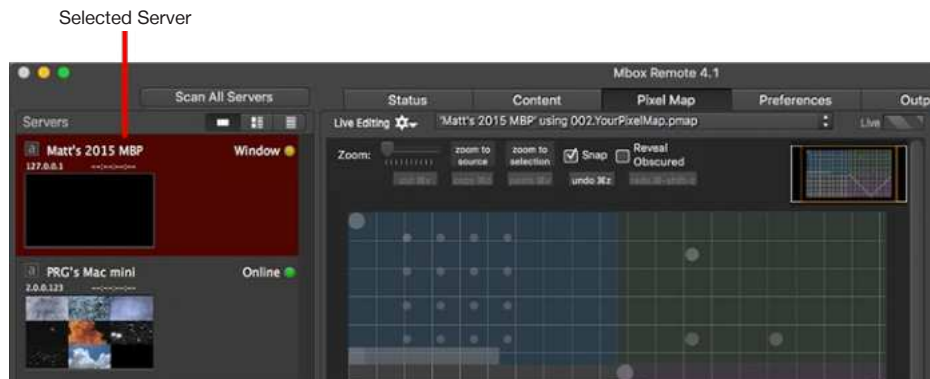 Selected Server
Mbox Remote 4.1
Scan All Servers
Status Content Pixel Map Preferences Outp
Servers
Live Editing 'Matt's 2015 MBP' using 002.YourPixelMap.pmap Live
a Matt's 2015 MBP Window
127.0.0.1 --:--:--:--
Zoom: zoom to source zoom to selection Snap Reveal Obscured
undo ⌘z
a PRG's Mac mini Online
2.0.0.123 --:--:--:--